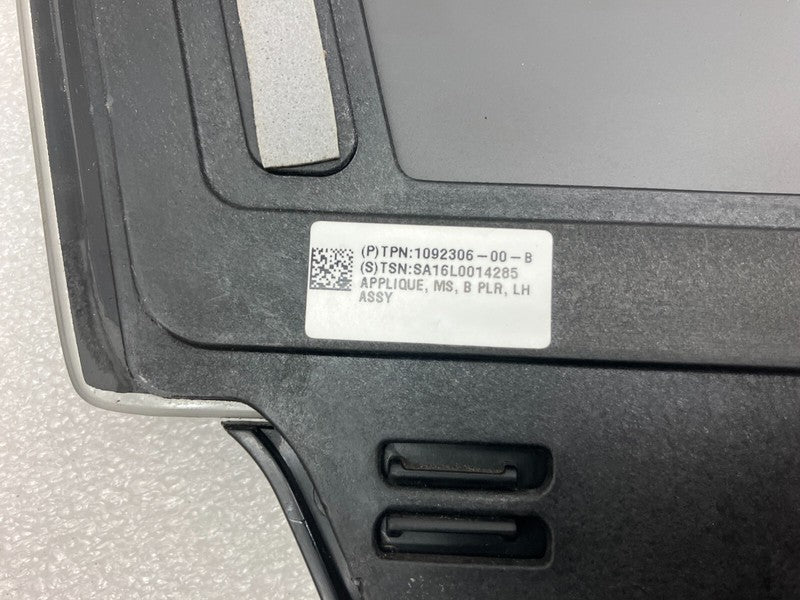 (P)TPN:1092306-00-B
(S)TSN:SA16L0014285
APPLIQUE, MS, B PLR, LH
ASSY